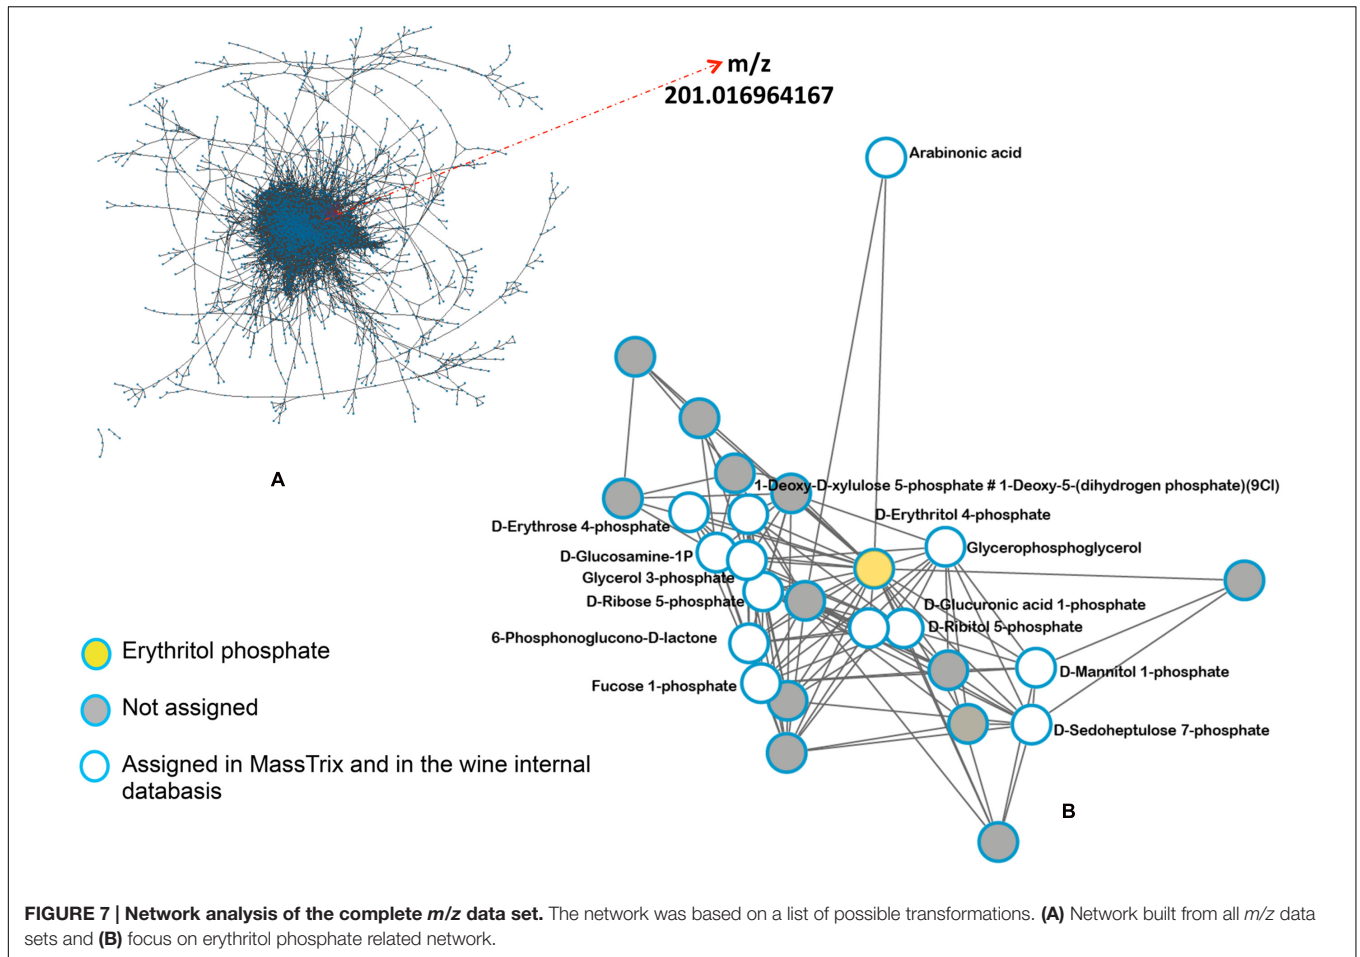 m/z
201.016964167
Arabinonic acid
1-Deoxy-D-xylulose 5-phosphate # 1-Deoxy-5-(dihydrogen phosphate)(9CI)
D-Erythritol 4-phosphate
D-Erythrose 4-phosphate
Glycerophosphoglycerol
D-Glucosamine-1P
Glycerol 3-phosphate
D-Ribose 5-phosphate
D-Glucuronic acid 1-phosphate
D-Ribitol 5-phosphate
6-Phosphonoglucono-D-lactone
D-Mannitol 1-phosphate
Fucose 1-phosphate
D-Sedoheptulose 7-phosphate
A
Erythritol phosphate
Not assigned
Assigned in MassTrix and in the wine internal
databasis
B
FIGURE 7 | Network analysis of the complete m/z data set. The network was based on a list of possible transformations. (A) Network built from all m/z data
sets and (B) focus on erythritol phosphate related network.